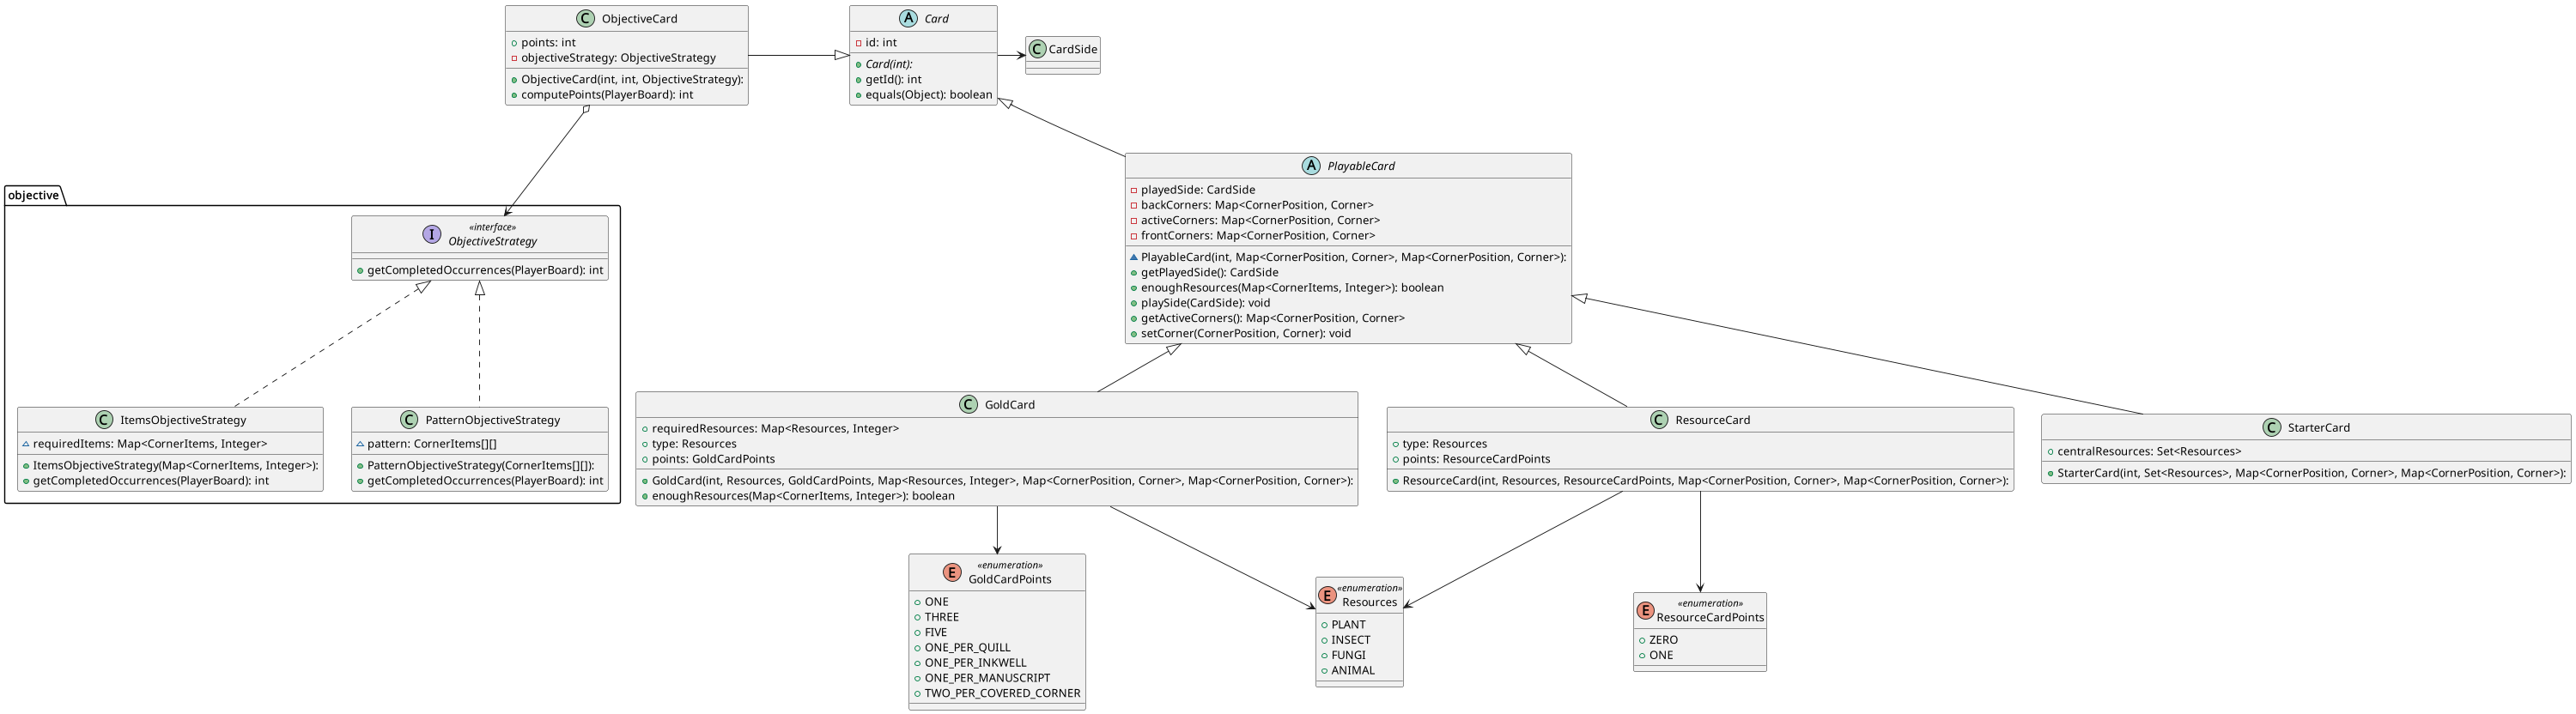 C ObjectiveCard
points: int
objectiveStrategy: ObjectiveStrategy
ObjectiveCard(int, int, ObjectiveStrategy):
computePoints(PlayerBoard): int
A Card
id: int
Card(int):
getId(): int
equals(Object): boolean
C CardSide
A PlayableCard
playedSide: CardSide
backCorners: Map<CornerPosition, Corner>
activeCorners: Map<CornerPosition, Corner>
frontCorners: Map<CornerPosition, Corner>
PlayableCard(int, Map<CornerPosition, Corner>, Map<CornerPosition, Corner>):
getPlayedSide(): CardSide
enoughResources(Map<CornerItems, Integer>): boolean
playSide(CardSide): void
getActiveCorners(): Map<CornerPosition, Corner>
setCorner(CornerPosition, Corner): void
objective
I «interface»
ObjectiveStrategy
getCompletedOccurrences(PlayerBoard): int
C ItemsObjectiveStrategy
requiredItems: Map<CornerItems, Integer>
ItemsObjectiveStrategy(Map<CornerItems, Integer>):
getCompletedOccurrences(PlayerBoard): int
C PatternObjectiveStrategy
pattern: CornerItems[][]
PatternObjectiveStrategy(CornerItems[][]):
getCompletedOccurrences(PlayerBoard): int
C GoldCard
requiredResources: Map<Resources, Integer>
type: Resources
points: GoldCardPoints
GoldCard(int, Resources, GoldCardPoints, Map<Resources, Integer>, Map<CornerPosition, Corner>, Map<CornerPosition, Corner>):
enoughResources(Map<CornerItems, Integer>): boolean
C ResourceCard
type: Resources
points: ResourceCardPoints
ResourceCard(int, Resources, ResourceCardPoints, Map<CornerPosition, Corner>, Map<CornerPosition, Corner>):
C StarterCard
centralResources: Set<Resources>
StarterCard(int, Set<Resources>, Map<CornerPosition, Corner>, Map<CornerPosition, Corner>):
E «enumeration»
GoldCardPoints
ONE
THREE
FIVE
ONE_PER_QUILL
ONE_PER_INKWELL
ONE_PER_MANUSCRIPT
TWO_PER_COVERED_CORNER
E «enumeration»
Resources
PLANT
INSECT
FUNGI
ANIMAL
E «enumeration»
ResourceCardPoints
ZERO
ONE